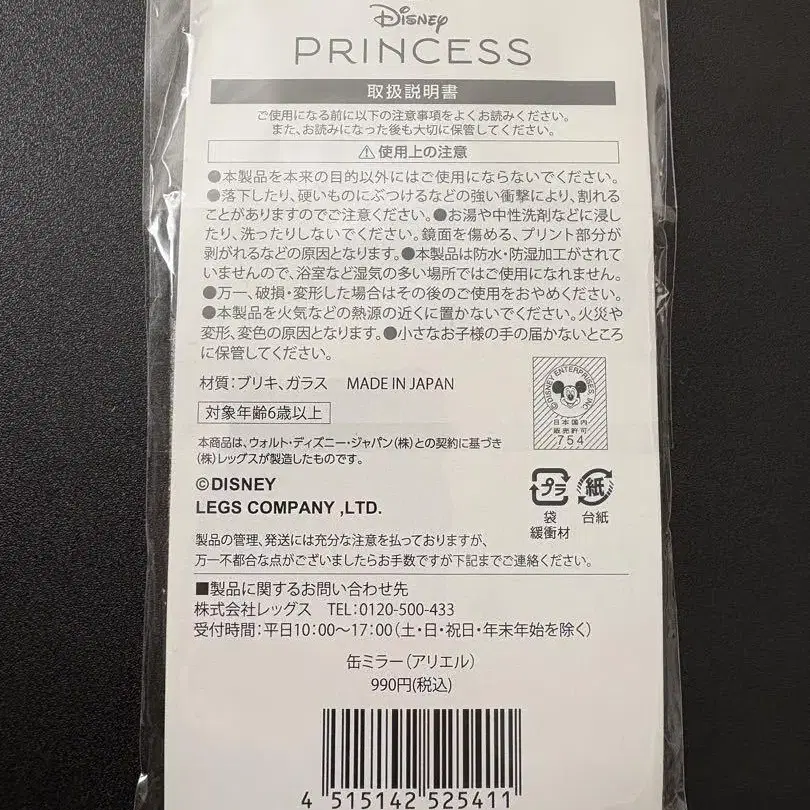 Disney
PRINCESS
取扱説明書
ご使用になる前に以下の注意事項をよくお読みください。
また、お読みになった後も大切に保管してください。
⚠使用上の注意
●本製品を本来の目的以外にはご使用にならないでください。
●落下したり、硬いものにぶつけるなどの強い衝撃により、割れる
ことがありますのでご注意ください。●お湯や中性洗剤などに浸し
たり、洗ったりしないでください。鏡面を傷める、プリント部分が
剥がれるなどの原因となります。●本製品は防水・防湿加工がされて
いませんので、浴室など湿気の多い場所ではご使用になれません。
●万一、破損・変形した場合はその後のご使用をおやめください。
●本製品を火気などの熱源の近くに置かないでください。火災や
変形、変色の原因となります。●小さなお子様の手の届かないところ
に保管してください。
材質：ブリキ、ガラス MADE IN JAPAN
対象年齢6歳以上
©DISNEY ENTERPRISES, INC.
日本国内
販売許可
754
本商品は、ウォルト・ディズニー・ジャパン(株)との契約に基づき
(株)レッグスが製造したものです。
©DISNEY
LEGS COMPANY ,LTD.
プラ 紙
袋 台紙
緩衝材
製品の管理、発送には充分な注意を払っておりますが、
万一不都合な点がございましたらお手数ですが下記までご連絡ください。
■製品に関するお問い合わせ先
株式会社レッグス TEL：0120-500-433
受付時間：平日10：00～17：00（土・日・祝日・年末年始を除く）
缶ミラー（アリエル）
990円(税込)
4 515142 525411